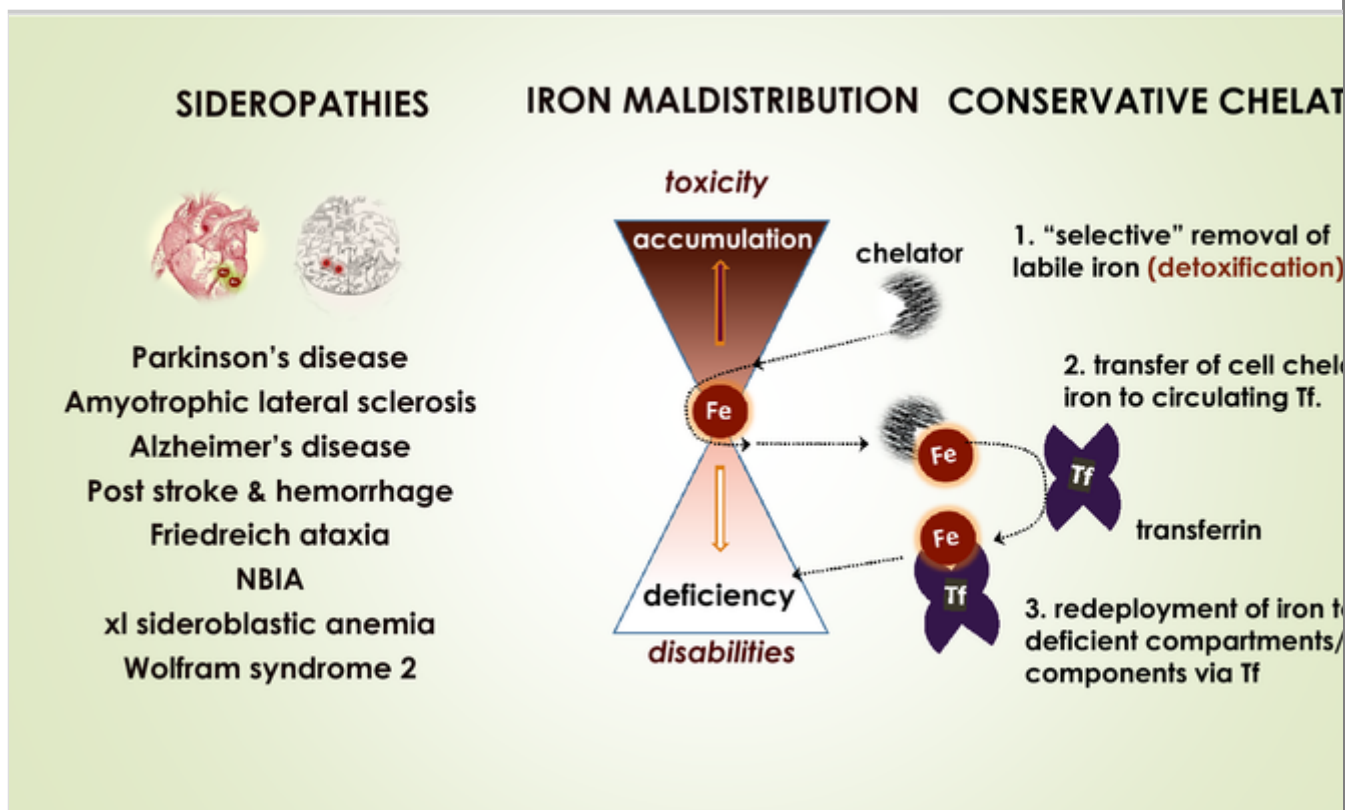 SIDEROPATHIES
Parkinson's disease
Amyotrophic lateral sclerosis
Alzheimer's disease
Post stroke & hemorrhage
Friedreich ataxia
NBIA
xl sideroblastic anemia
Wolfram syndrome 2
IRON MALDISTRIBUTION
toxicity
accumulation
chelator
Fe
Fe
Fe
Tf
Tf
transferrin
deficiency
disabilities
CONSERVATIVE
1. “selective” removal of
labile iron (detoxification)
2. transfer of cell
iron to circulating Tf.
3. redeployment of iron
deficient compartments/
components via Tf